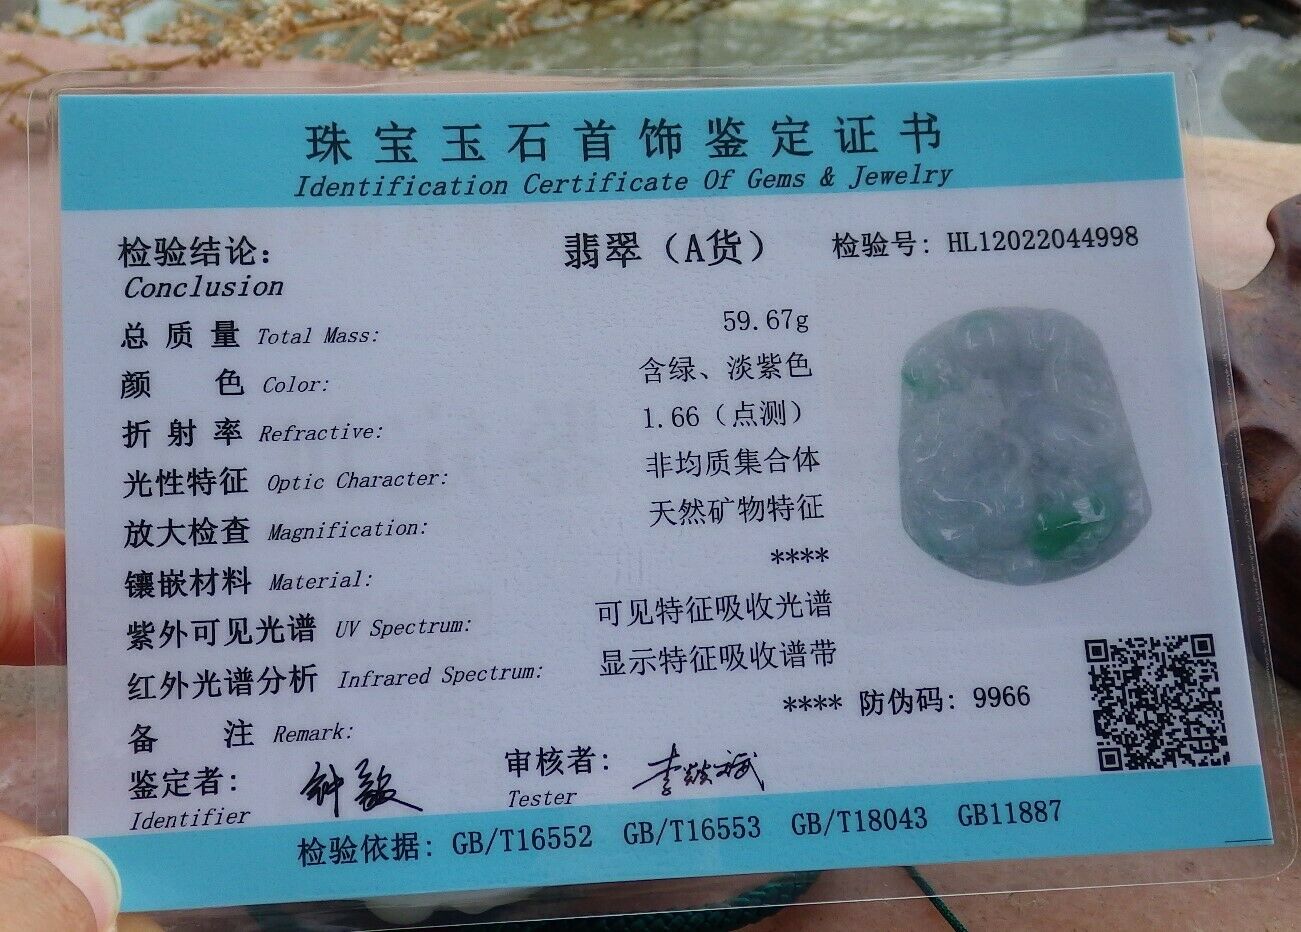 珠宝玉石首饰鉴定证书
Identification Certificate Of Gems & Jewelry
检验结论: 翡翠（A货） 检验号: HL12022044998
Conclusion
总质量 Total Mass: 59.67g
颜色 Color: 含绿、淡紫色
折射率 Refractive: 1.66（点测）
光性特征 Optic Character: 非均质集合体
放大检查 Magnification: 天然矿物特征
镶嵌材料 Material: ****
紫外可见光谱 UV Spectrum: 可见特征吸收光谱
红外光谱分析 Infrared Spectrum: 显示特征吸收谱带
备注 Remark: **** 防伪码: 9966
鉴定者: 审核者:
Identifier Tester
检验依据: GB/T16552 GB/T16553 GB/T18043 GB11887